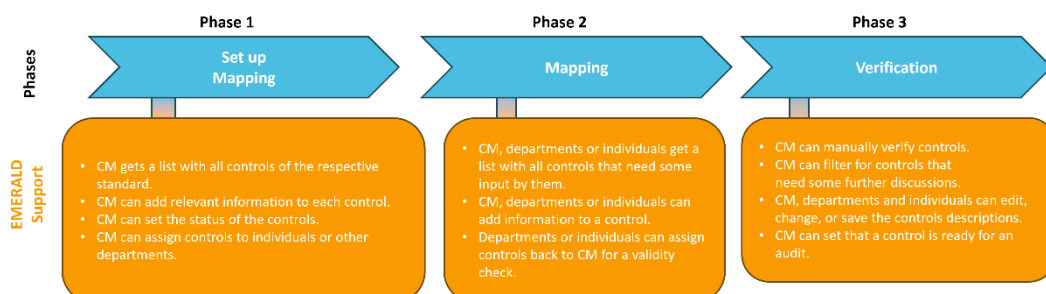 Phase 1
Phase 2
Phase 3
Phases
Set up
Mapping
Mapping
Verification
EMERALD
Support
• CM gets a list with all controls of the respective
standard.
• CM can add relevant information to each control.
• CM can set the status of the controls.
• CM can assign controls to individuals or other
departments.
• CM, departments or individuals get a
list with all controls that need some
input by them.
• CM, departments or individuals can
add information to a control.
• Departments or individuals can assign
controls back to CM for a validity
check.
• CM can manually verify controls.
• CM can filter for controls that
need some further discussions.
• CM, departments and individuals can edit,
change, or save the controls descriptions.
• CM can set that a control is ready for an
audit.